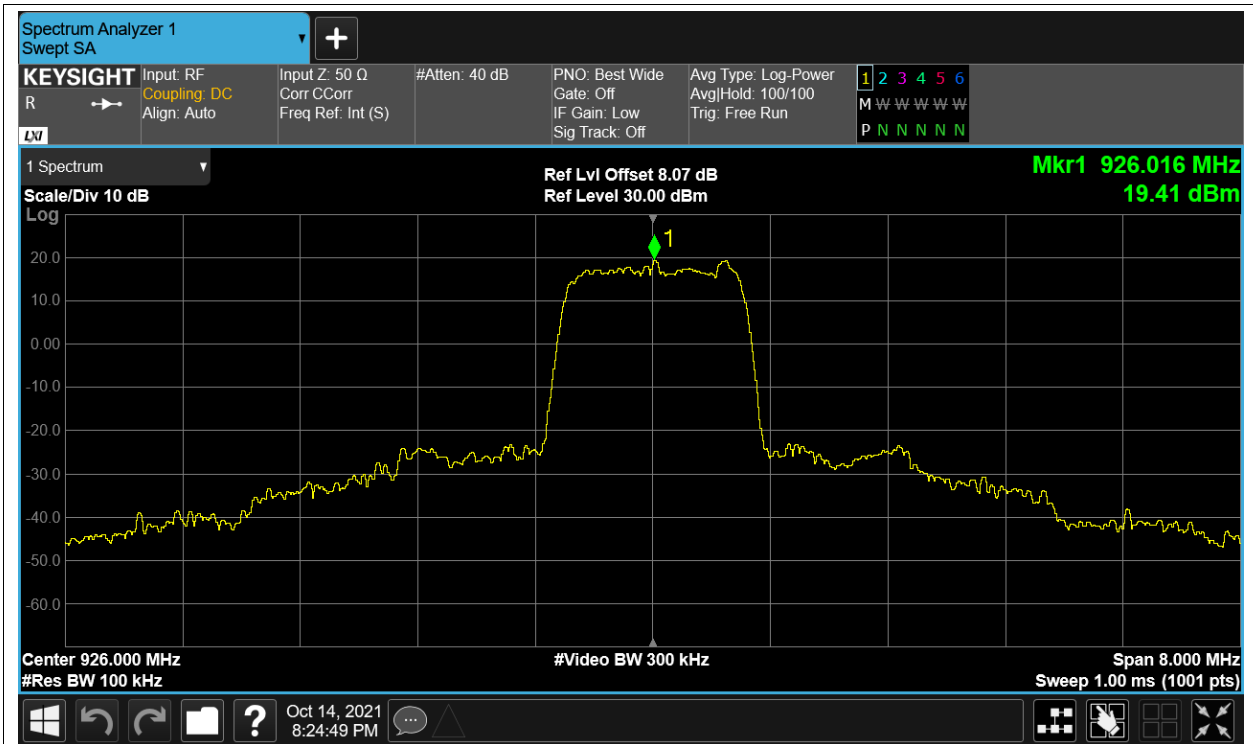 Spectrum Analyzer 1
Swept SA
KEYSIGHT
R
LXI
Input: RF
Coupling: DC
Align: Auto
Input Z: 50 Ω
Corr CCorr
Freq Ref: Int (S)
#Atten: 40 dB
PNO: Best Wide
Gate: Off
IF Gain: Low
Sig Track: Off
Avg Type: Log-Power
Avg|Hold: 100/100
Trig: Free Run
1 2 3 4 5 6
M W W W W W
P N N N N N
1 Spectrum
Scale/Div 10 dB
Log
Ref Lvl Offset 8.07 dB
Ref Level 30.00 dBm
Mkr1 926.016 MHz
19.41 dBm
1
20.0
10.0
0.00
-10.0
-20.0
-30.0
-40.0
-50.0
-60.0
Center 926.000 MHz
#Res BW 100 kHz
#Video BW 300 kHz
Span 8.000 MHz
Sweep 1.00 ms (1001 pts)
?
Oct 14, 2021
8:24:49 PM